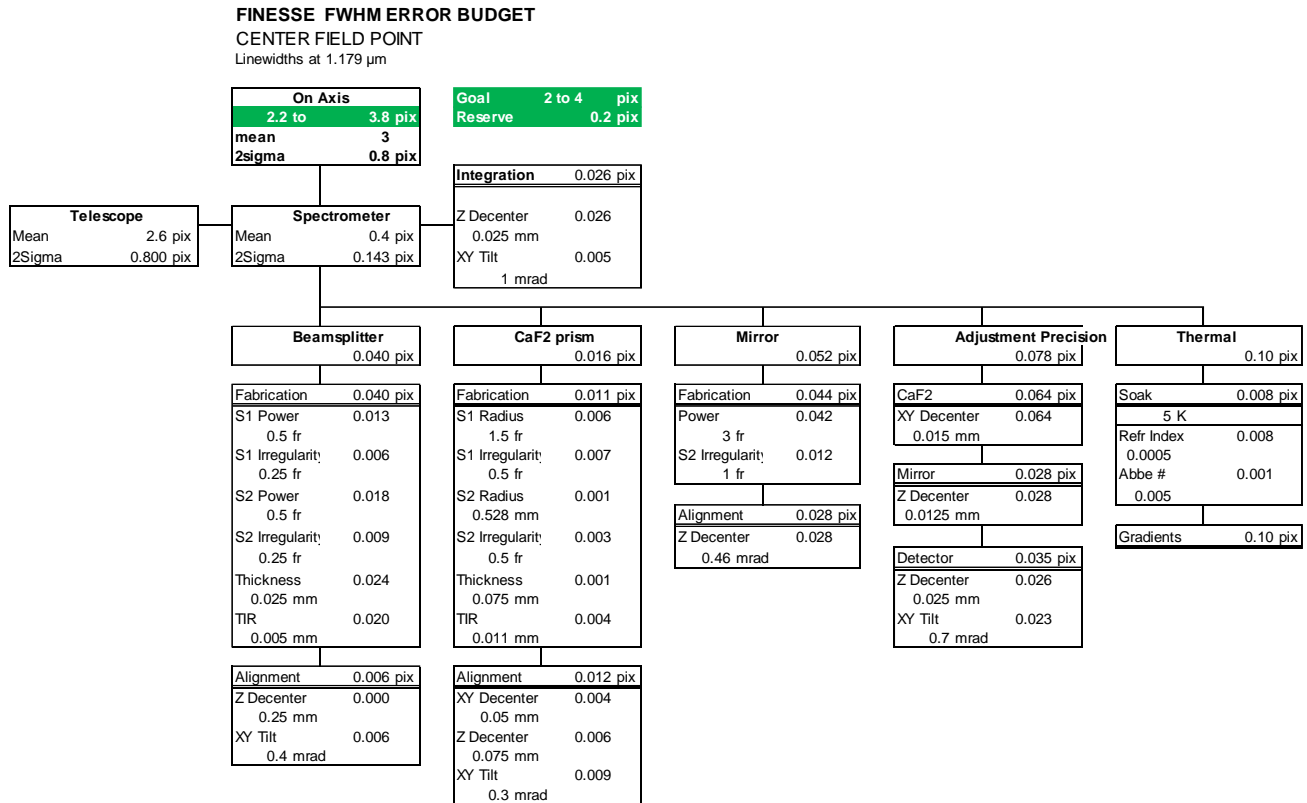 FINESSE FWHM ERROR BUDGET
CENTER FIELD POINT
Linewidths at 1.179 µm
On Axis
2.2 to 3.8 pix
mean 3
2sigma 0.8 pix
Goal 2 to 4 pix
Reserve 0.2 pix
Integration 0.026 pix
Z Decenter 0.026
0.025 mm
XY Tilt 0.005
1 mrad
Telescope
Mean 2.6 pix
2Sigma 0.800 pix
Spectrometer
Mean 0.4 pix
2Sigma 0.143 pix
Beamsplitter
0.040 pix
Fabrication 0.040 pix
S1 Power 0.013
0.5 fr
S1 Irregularity 0.006
0.25 fr
S2 Power 0.018
0.5 fr
S2 Irregularity 0.009
0.25 fr
Thickness 0.024
0.025 mm
TIR 0.020
0.005 mm
Alignment 0.006 pix
Z Decenter 0.000
0.25 mm
XY Tilt 0.006
0.4 mrad
CaF2 prism
0.016 pix
Fabrication 0.011 pix
S1 Radius 0.006
1.5 fr
S1 Irregularity 0.007
0.5 fr
S2 Radius 0.001
0.528 mm
S2 Irregularity 0.003
0.5 fr
Thickness 0.001
0.075 mm
TIR 0.004
0.011 mm
Alignment 0.012 pix
XY Decenter 0.004
0.05 mm
Z Decenter 0.006
0.075 mm
XY Tilt 0.009
0.3 mrad
Mirror
0.052 pix
Fabrication 0.044 pix
Power 0.042
3 fr
S2 Irregularity 0.012
1 fr
Alignment 0.028 pix
Z Decenter 0.028
0.46 mrad
Adjustment Precision
0.078 pix
CaF2 0.064 pix
XY Decenter 0.064
0.015 mm
Mirror 0.028 pix
Z Decenter 0.028
0.0125 mm
Detector 0.035 pix
Z Decenter 0.026
0.025 mm
XY Tilt 0.023
0.7 mrad
Thermal
0.10 pix
Soak 0.008 pix
5 K
Refr Index 0.008
0.0005
Abbe # 0.001
0.005
Gradients 0.10 pix